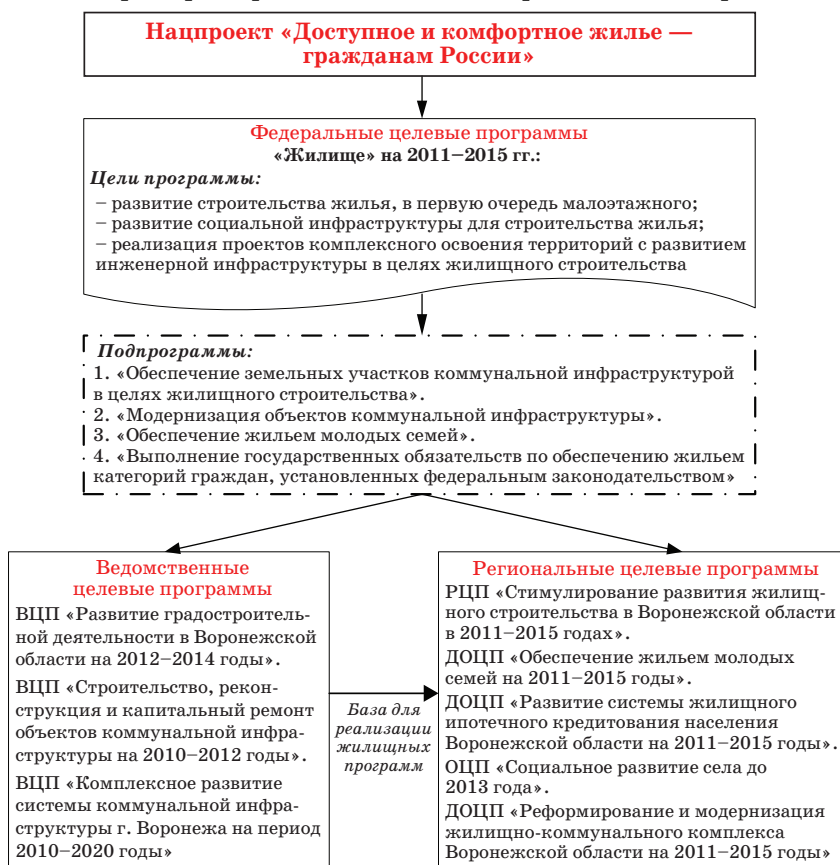 Нацпроект «Доступное и комфортное жилье —
гражданам России»
Федеральные целевые программы
«Жилище» на 2011–2015 гг.:
Цели программы:
– развитие строительства жилья, в первую очередь малоэтажного;
– развитие социальной инфраструктуры для строительства жилья;
– реализация проектов комплексного освоения территорий с развитием
инженерной инфраструктуры в целях жилищного строительства
Подпрограммы:
1. «Обеспечение земельных участков коммунальной инфраструктурой
в целях жилищного строительства».
2. «Модернизация объектов коммунальной инфраструктуры».
3. «Обеспечение жильем молодых семей».
4. «Выполнение государственных обязательств по обеспечению жильем
категорий граждан, установленных федеральным законодательством»
Ведомственные
целевые программы
ВЦП «Развитие градостроитель-
ной деятельности в Воронежской
области на 2012–2014 годы».
ВЦП «Строительство, рекон-
струкция и капитальный ремонт
объектов коммунальной инфра-
структуры на 2010–2012 годы».
ВЦП «Комплексное развитие
системы коммунальной инфра-
структуры г. Воронежа на период
2010–2020 годы»
База для
реализации
жилищных
программ
Региональные целевые программы
РЦП «Стимулирование развития жилищ-
ного строительства в Воронежской области
в 2011–2015 годах».
ДОЦП «Обеспечение жильем молодых
семей на 2011–2015 годы».
ДОЦП «Развитие системы жилищного
ипотечного кредитования населения
Воронежской области на 2011–2015 годы».
ОЦП «Социальное развитие села до
2013 года».
ДОЦП «Реформирование и модернизация
жилищно-коммунального комплекса
Воронежской области на 2011–2015 годы»